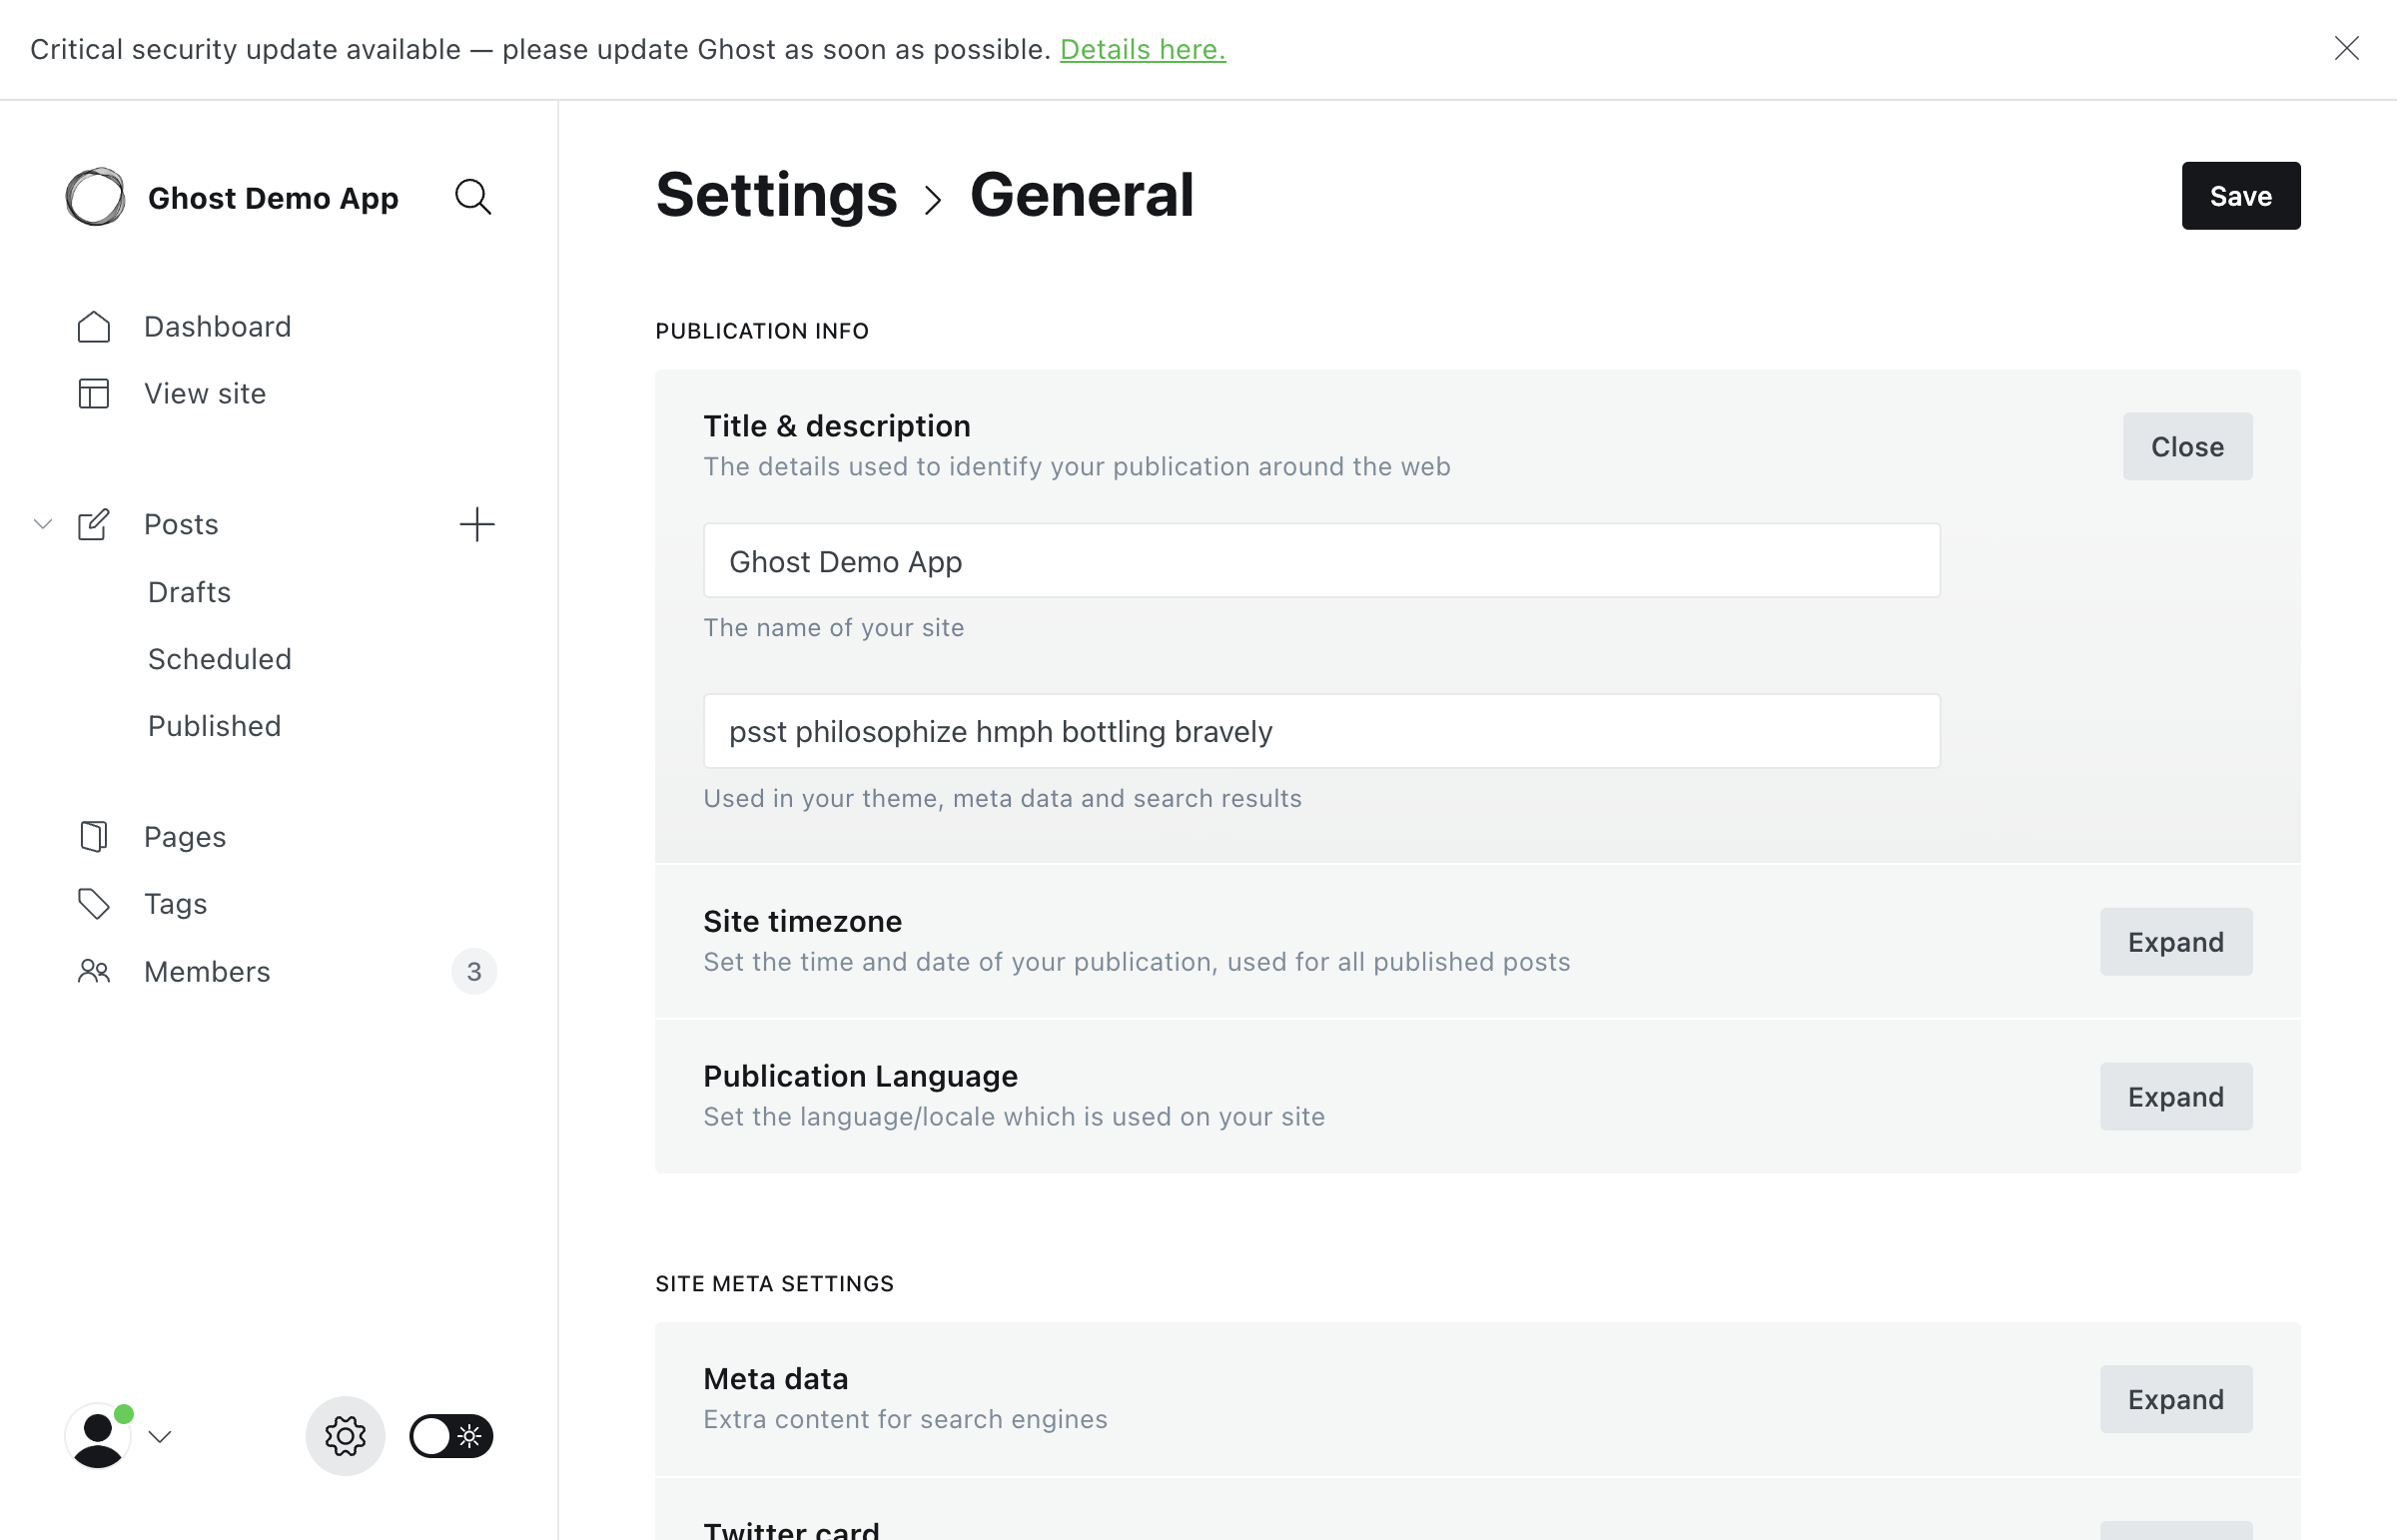 Critical security update available — please update Ghost as soon as possible. Details here.
Ghost Demo App
Dashboard
View site
Posts
Drafts
Scheduled
Published
Pages
Tags
Members 3
Settings > General
Save
PUBLICATION INFO
Title & description
The details used to identify your publication around the web
Close
Ghost Demo App
The name of your site
psst philosophize hmph bottling bravely
Used in your theme, meta data and search results
Site timezone
Set the time and date of your publication, used for all published posts
Expand
Publication Language
Set the language/locale which is used on your site
Expand
SITE META SETTINGS
Meta data
Extra content for search engines
Expand
Twitter card